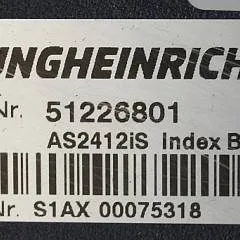 UNGHEINRICH
Nr. 51226801
AS2412iS Index B
Nr. S1AX 00075318